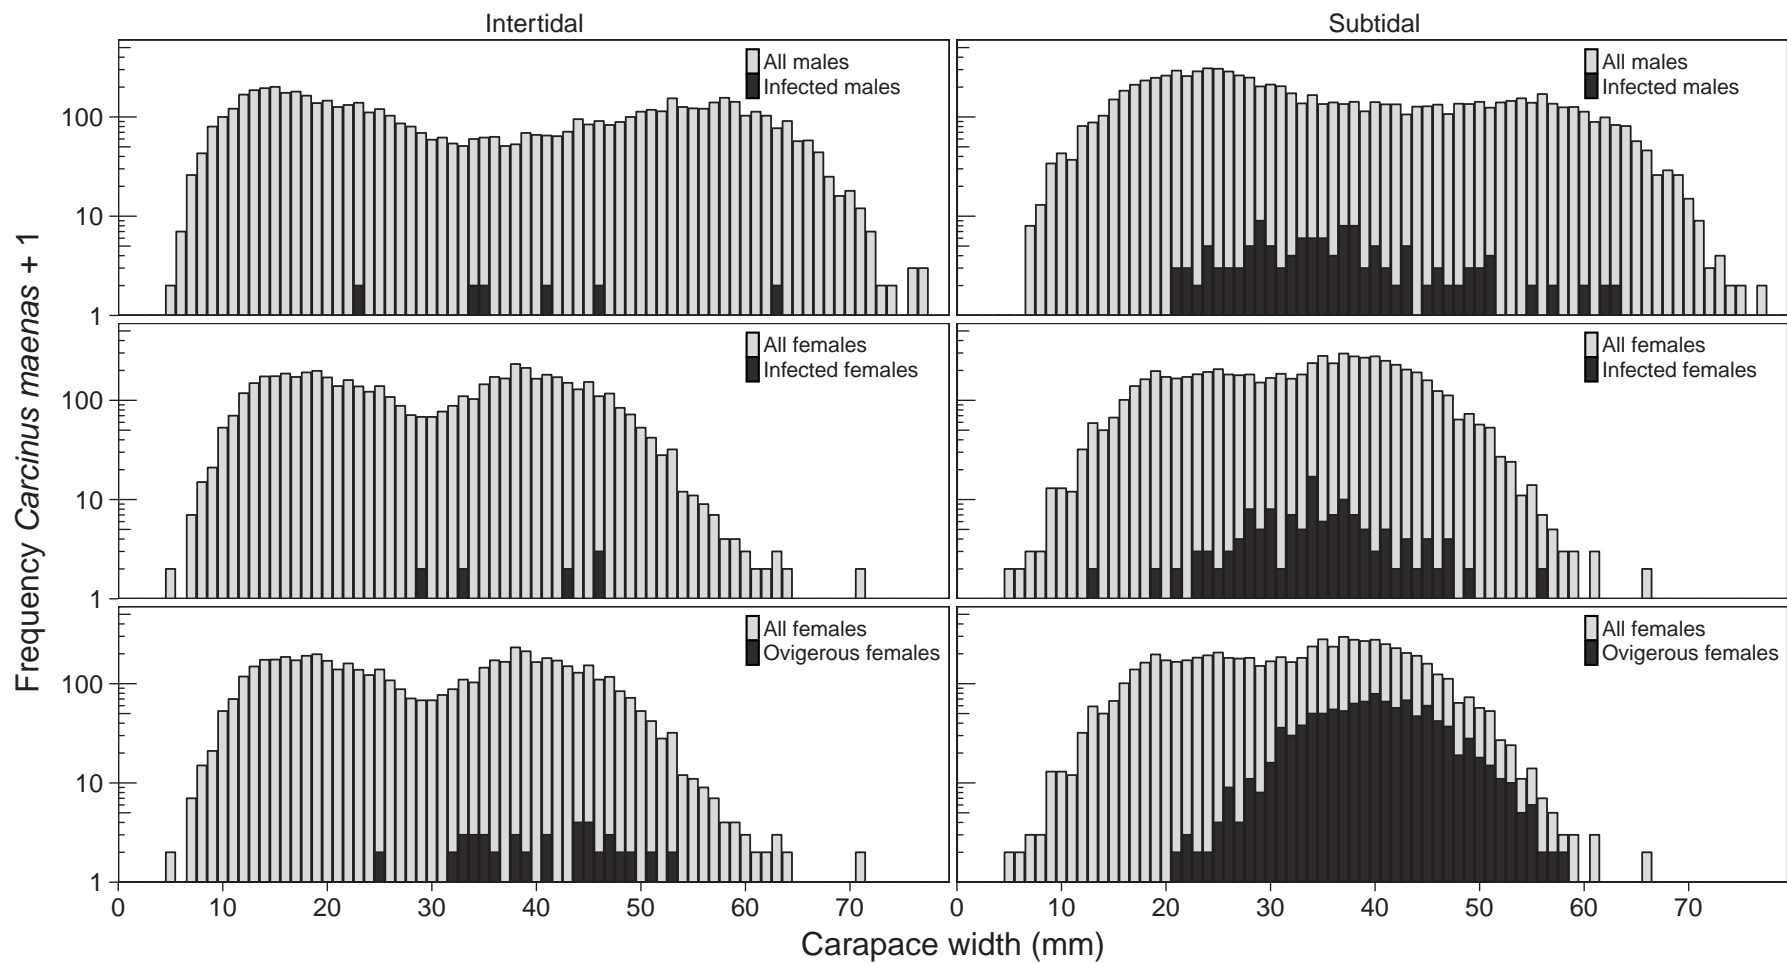 Intertidal
Subtidal
All males
Infected males
All males
Infected males
100
10
1
All females
Infected females
All females
Infected females
100
10
1
All females
Ovigerous females
All females
Ovigerous females
100
10
1
Frequency Carcinus maenas + 1
0 10 20 30 40 50 60 70
0 10 20 30 40 50 60 70
Carapace width (mm)